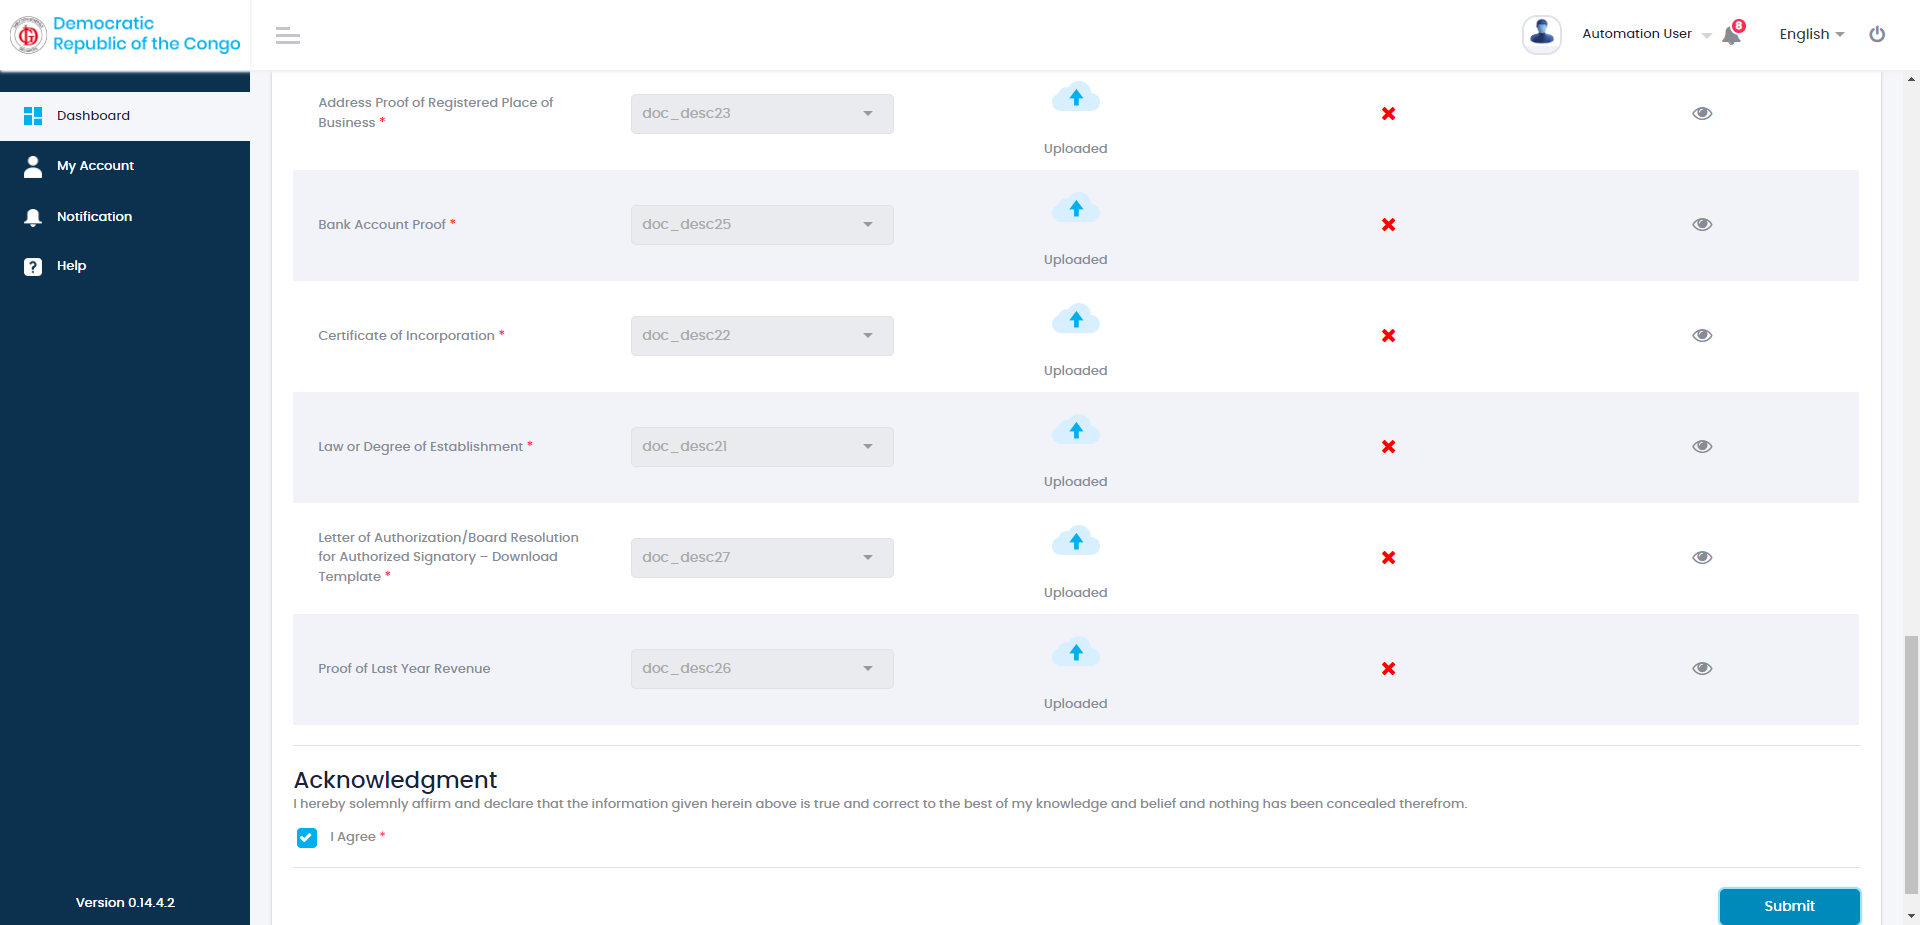 Democratic
Republic of the Congo
Automation User
8
English
Dashboard
My Account
Notification
Help
Version 0.14.4.2
Address Proof of Registered Place of
Business *
doc_desc23
Uploaded
Bank Account Proof *
doc_desc25
Uploaded
Certificate of Incorporation *
doc_desc22
Uploaded
Law or Degree of Establishment *
doc_desc21
Uploaded
Letter of Authorization/Board Resolution
for Authorized Signatory – Download
Template *
doc_desc27
Uploaded
Proof of Last Year Revenue
doc_desc26
Uploaded
Acknowledgment
I hereby solemnly affirm and declare that the information given herein above is true and correct to the best of my knowledge and belief and nothing has been concealed therefrom.
I Agree *
Submit